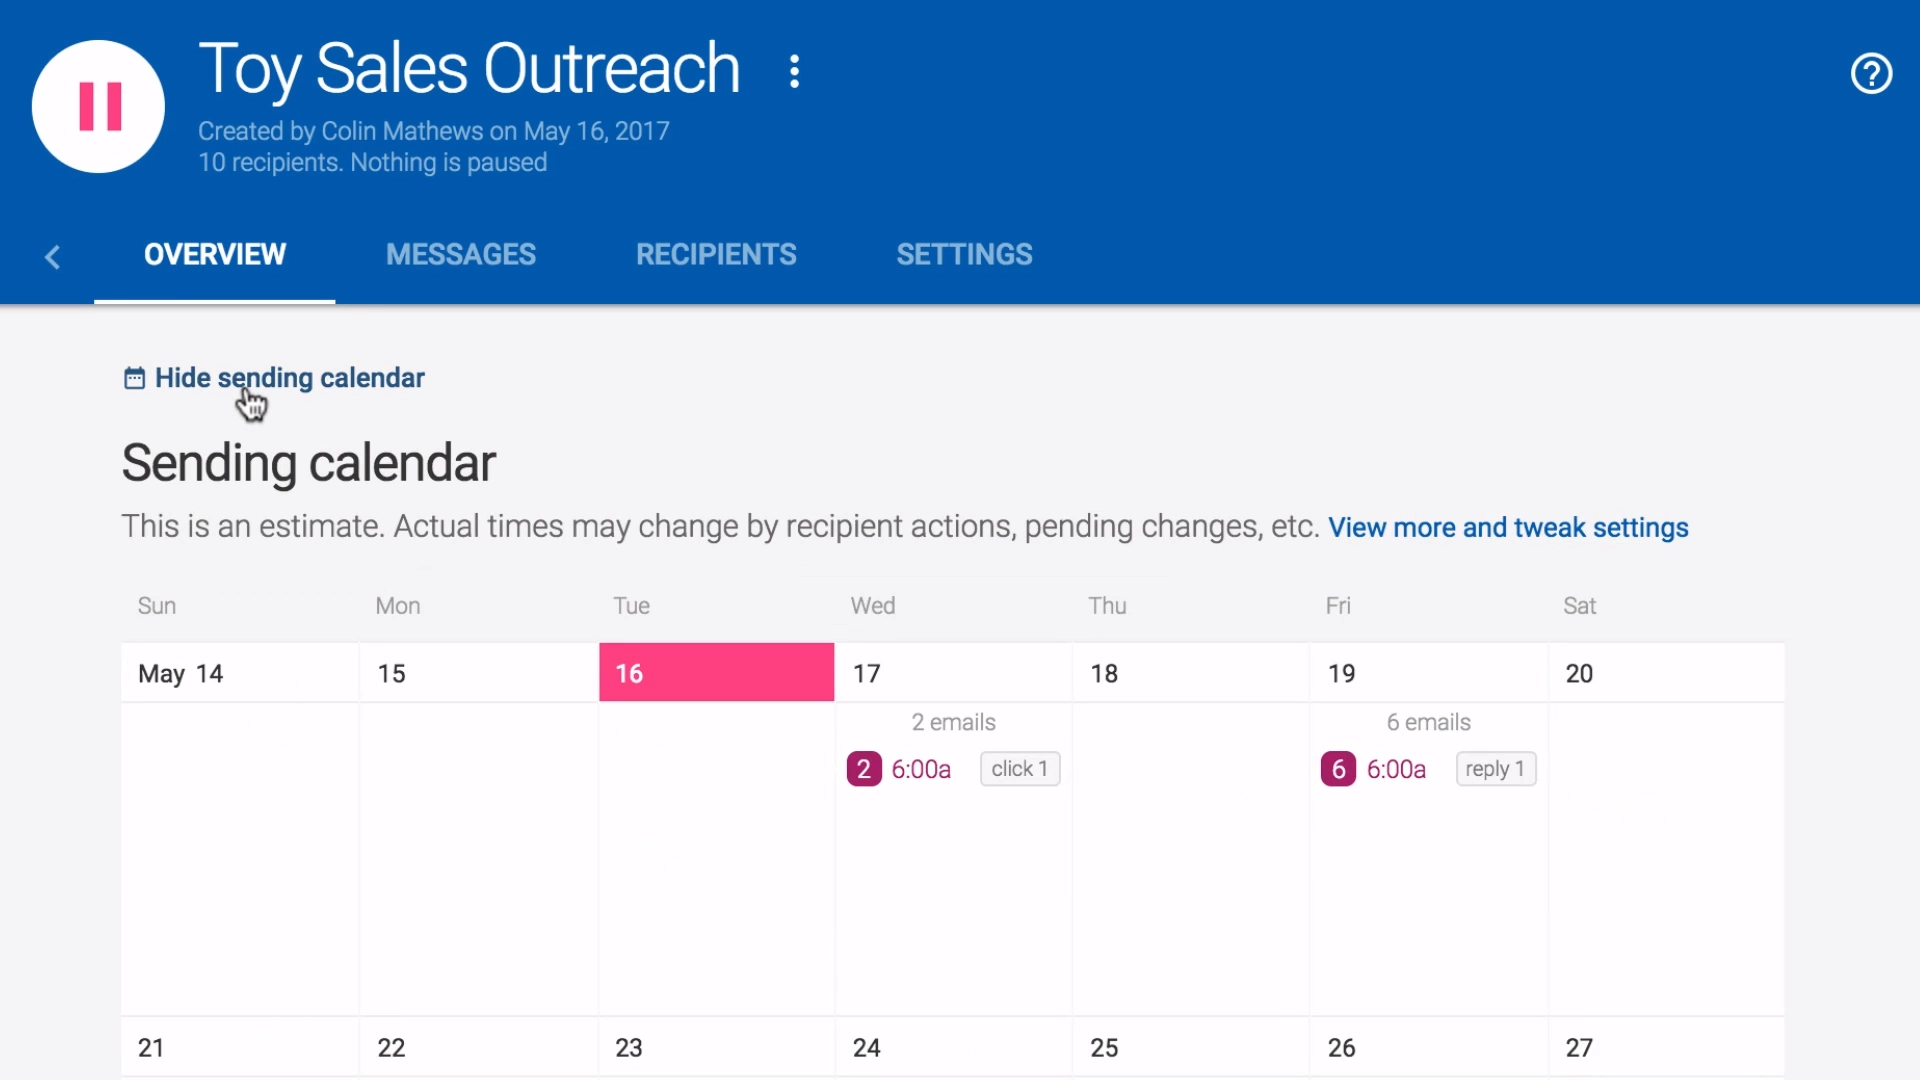 Toy Sales Outreach
Created by Colin Mathews on May 16, 2017
10 recipients. Nothing is paused
OVERVIEW MESSAGES RECIPIENTS SETTINGS
Hide sending calendar
Sending calendar
This is an estimate. Actual times may change by recipient actions, pending changes, etc. View more and tweak settings
Sun Mon Tue Wed Thu Fri Sat
May 14 15 16 17 18 19 20
2 emails 6 emails
2 6:00a click 1 6 6:00a reply 1
21 22 23 24 25 26 27